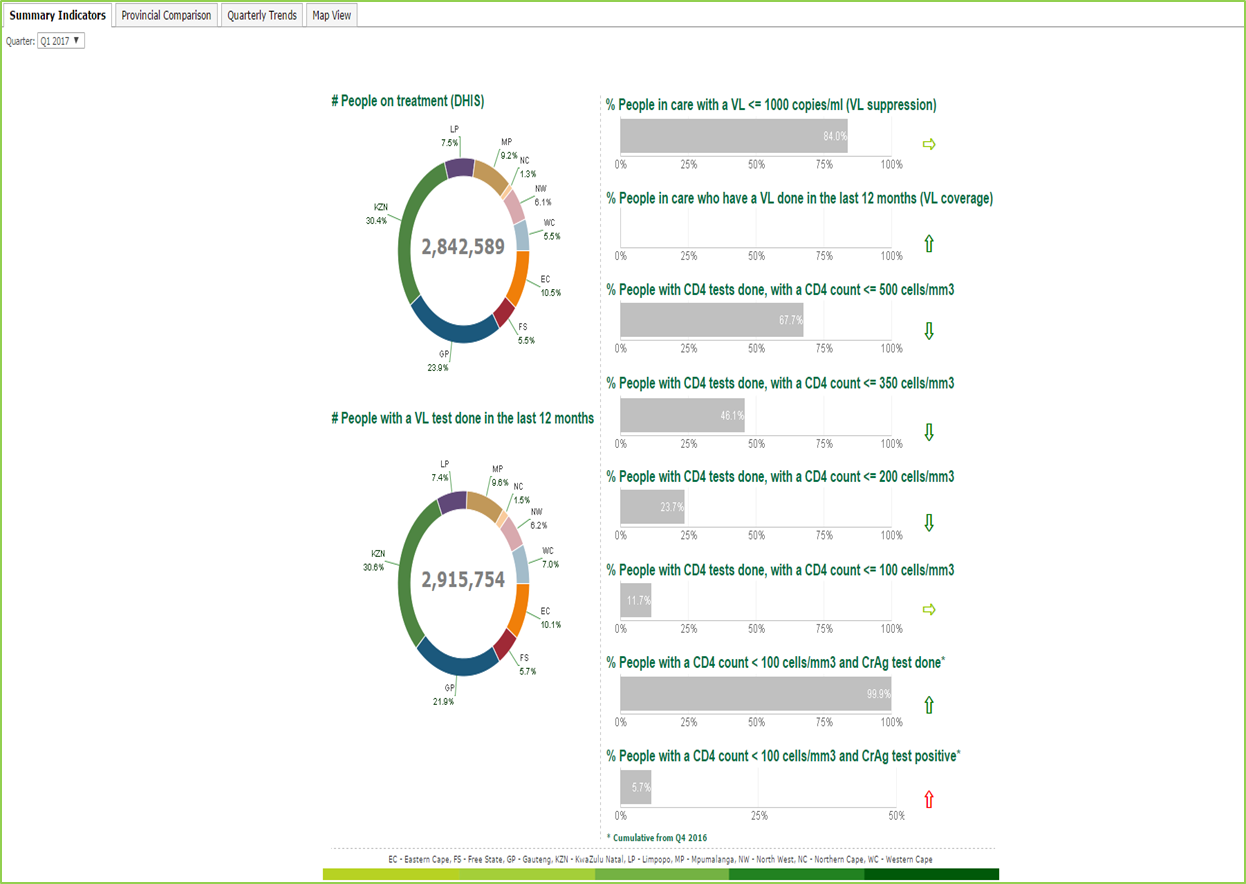 Summary Indicators
Provincial Comparison
Quarterly Trends
Map View
Quarter: Q1 2017 ▼
# People on treatment (DHIS)
LP
7.5%
MP
9.2%
NC
1.3%
NW
6.1%
WC
5.5%
KZN
30.4%
2,842,589
EC
10.5%
FS
5.5%
GP
23.9%
# People with a VL test done in the last 12 months
LP
7.4%
MP
9.6%
NC
1.5%
NW
6.2%
WC
7.0%
KZN
30.6%
2,915,754
EC
10.1%
FS
5.7%
GP
21.9%
% People in care with a VL <= 1000 copies/ml (VL suppression)
84.0%
0% 25% 50% 75% 100%
% People in care who have a VL done in the last 12 months (VL coverage)
0% 25% 50% 75% 100%
% People with CD4 tests done, with a CD4 count <= 500 cells/mm3
67.7%
0% 25% 50% 75% 100%
% People with CD4 tests done, with a CD4 count <= 350 cells/mm3
46.1%
0% 25% 50% 75% 100%
% People with CD4 tests done, with a CD4 count <= 200 cells/mm3
23.7%
0% 25% 50% 75% 100%
% People with CD4 tests done, with a CD4 count <= 100 cells/mm3
11.7%
0% 25% 50% 75% 100%
% People with a CD4 count < 100 cells/mm3 and CrAg test done*
99.9%
0% 25% 50% 75% 100%
% People with a CD4 count < 100 cells/mm3 and CrAg test positive*
5.7%
0% 25% 50%
* Cumulative from Q4 2016
EC - Eastern Cape, FS - Free State, GP - Gauteng, KZN - KwaZulu Natal, LP - Limpopo, MP - Mpumalanga, NW - North West, NC - Northern Cape, WC - Western Cape